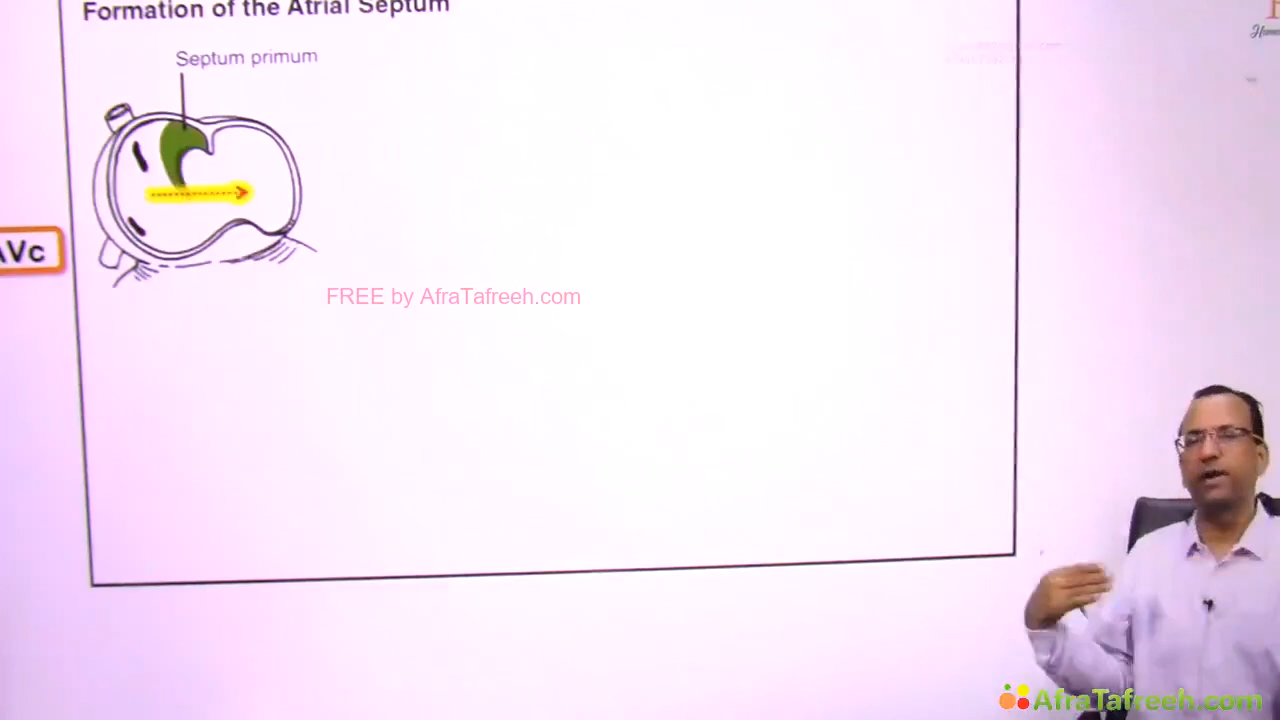 Formation of the Atrial Septum
Septum primum
AVc
FREE by AfraTafreeh.com
AfraTafreeh.com